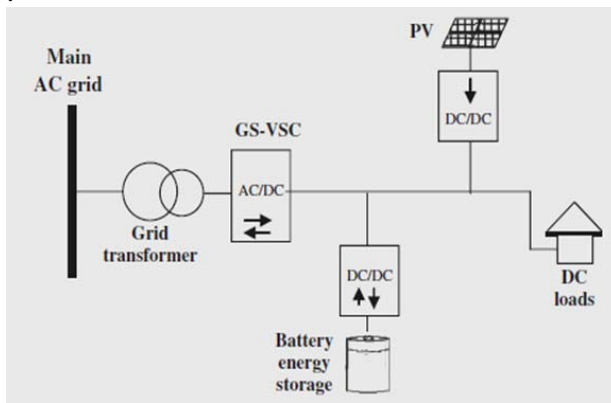 PV
Main
AC grid
DC/DC
GS-VSC
AC/DC
Grid
transformer
DC/DC
DC
loads
Battery
energy
storage